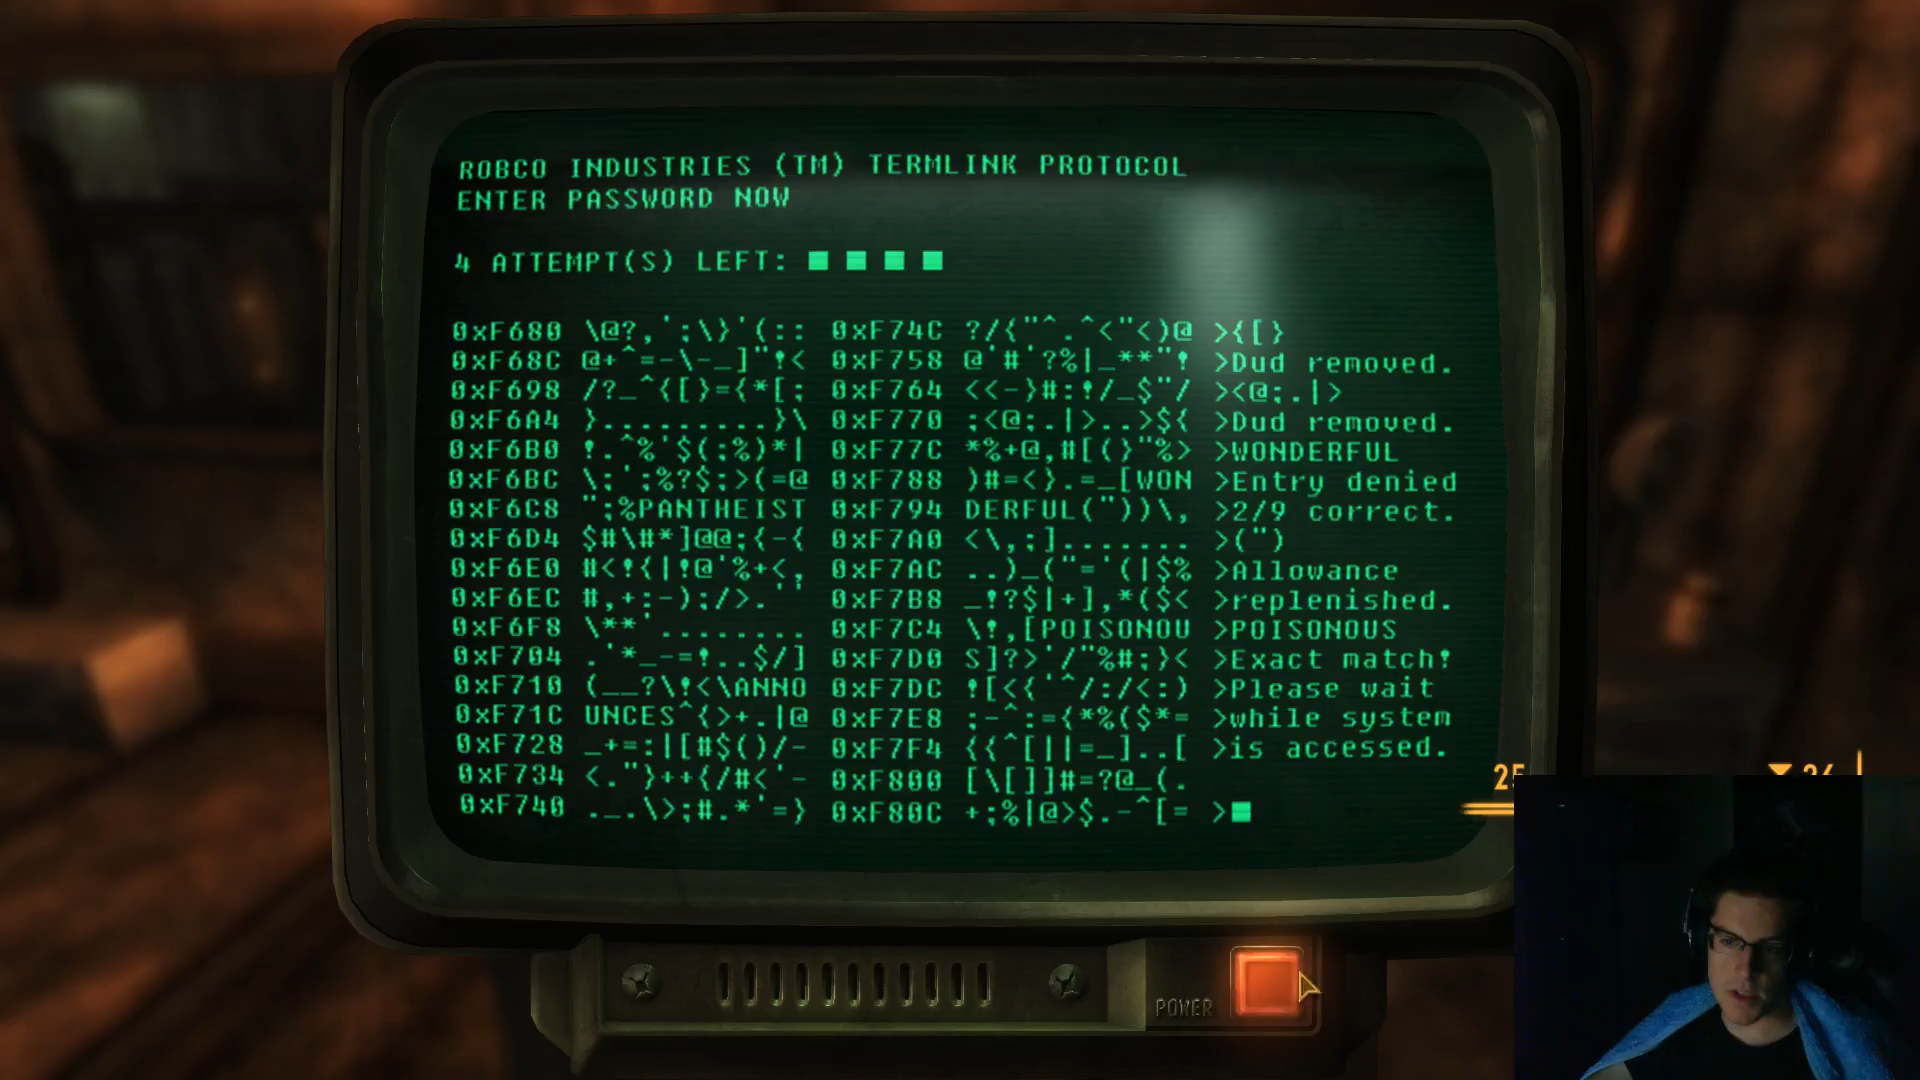 ROBCO INDUSTRIES (TM) TERMLINK PROTOCOL
ENTER PASSWORD NOW
4 ATTEMPT(S) LEFT: ■ ■ ■ ■
0xF680 \@?,';\}'(:: 0xF74C ?/{"^.^<"<)@ >{[}
0xF68C @+^=-\-_]"!< 0xF758 @'#'?%|_**"! >Dud removed.
0xF698 /?_^{[}={*[; 0xF764 <<-}#:!/_$"/ ><@;.|>
0xF6A4 }.........}\ 0xF770 ;<@;.|>..>${ >Dud removed.
0xF6B0 !.^%'$(;%)*| 0xF77C *%+@,#[(}"%> >WONDERFUL
0xF6BC \;';%?$;>(=@ 0xF788 )#=<}.=_[WON >Entry denied
0xF6C8 ";%PANTHEIST 0xF794 DERFUL("))\, >2/9 correct.
0xF6D4 $#\#*]@@;{-{ 0xF7A0 <\,;]....... >(")
0xF6E0 #<!{|!@'%+<, 0xF7AC ..)_("='(|$% >Allowance
0xF6EC #,+:-);/>.'' 0xF7B8 _!?$|+],*($< >replenished.
0xF6F8 \**'........ 0xF7C4 \!,[POISONOU >POISONOUS
0xF704 .'*_-=!..$/] 0xF7D0 S]?>'/"%#;}< >Exact match!
0xF710 (__?\!<\ANNO 0xF7DC ![<{'^/:/<:) >Please wait
0xF71C UNCES^{>+.|@ 0xF7E8 ;-^:={*%($*= >while system
0xF728 _+=:|[#$()/- 0xF7F4 {{^[||=_]..[ >is accessed.
0xF734 <."}++{/#<'- 0xF800 [\[]]#=?@_(.
0xF740 ._.\>;#.*'=} 0xF80C +;%|@>$.-^[= >■
25
POWER